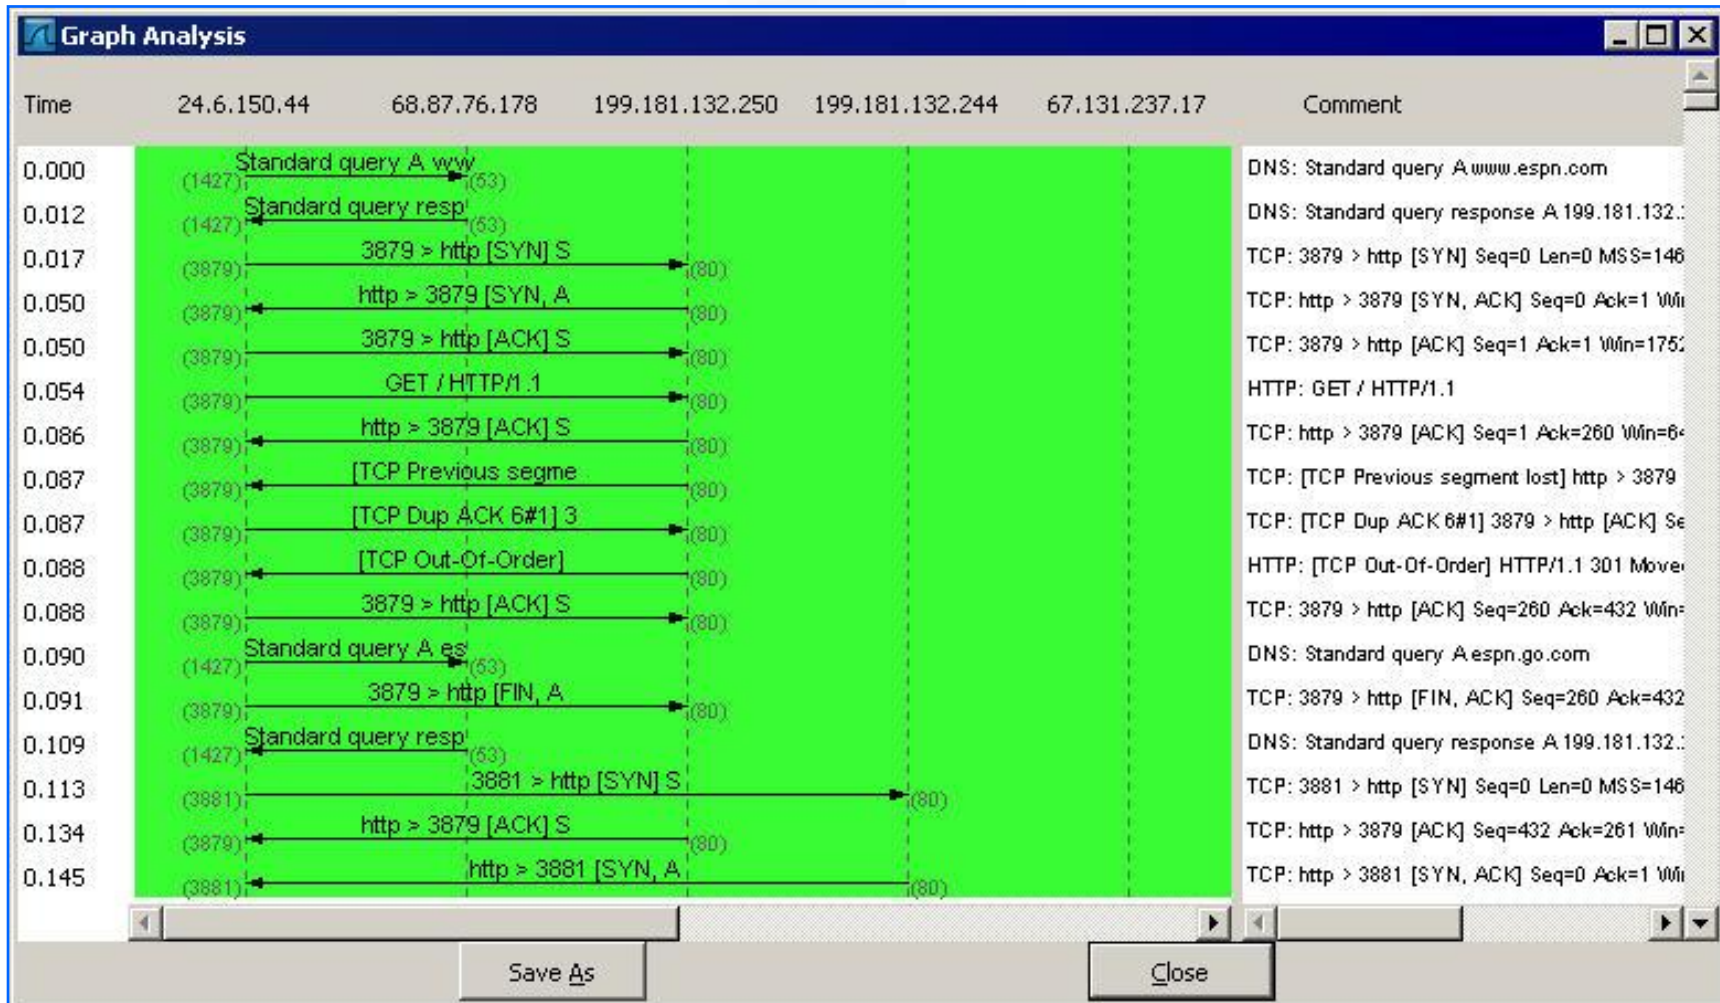 Graph Analysis
Time 24.6.150.44 68.87.76.178 199.181.132.250 199.181.132.244 67.131.237.17 Comment
0.000 (1427) Standard query A ww (53) DNS: Standard query A www.espn.com
0.012 (1427) Standard query resp (53) DNS: Standard query response A 199.181.132.
0.017 (3879) 3879 > http [SYN] S (80) TCP: 3879 > http [SYN] Seq=0 Len=0 MSS=146
0.050 (3879) http > 3879 [SYN, A (80) TCP: http > 3879 [SYN, ACK] Seq=0 Ack=1 Wi
0.050 (3879) 3879 > http [ACK] S (80) TCP: 3879 > http [ACK] Seq=1 Ack=1 Win=1752
0.054 (3879) GET / HTTP/1.1 (80) HTTP: GET / HTTP/1.1
0.086 (3879) http > 3879 [ACK] S (80) TCP: http > 3879 [ACK] Seq=1 Ack=260 Win=64
0.087 (3879) [TCP Previous segme (80) TCP: [TCP Previous segment lost] http > 3879
0.087 (3879) [TCP Dup ACK 6#1] 3 (80) TCP: [TCP Dup ACK 6#1] 3879 > http [ACK] Se
0.088 (3879) [TCP Out-Of-Order] (80) HTTP: [TCP Out-Of-Order] HTTP/1.1 301 Move
0.088 (3879) 3879 > http [ACK] S (80) TCP: 3879 > http [ACK] Seq=260 Ack=432 Win=
0.090 (1427) Standard query A es (53) DNS: Standard query A espn.go.com
0.091 (3879) 3879 > http [FIN, A (80) TCP: 3879 > http [FIN, ACK] Seq=260 Ack=432
0.109 (1427) Standard query resp (53) DNS: Standard query response A 199.181.132.
0.113 (3881) 3881 > http [SYN] S (80) TCP: 3881 > http [SYN] Seq=0 Len=0 MSS=146
0.134 (3879) http > 3879 [ACK] S (80) TCP: http > 3879 [ACK] Seq=432 Ack=261 Win=
0.145 (3881) http > 3881 [SYN, A (80) TCP: http > 3881 [SYN, ACK] Seq=0 Ack=1 Wi
Save As Close